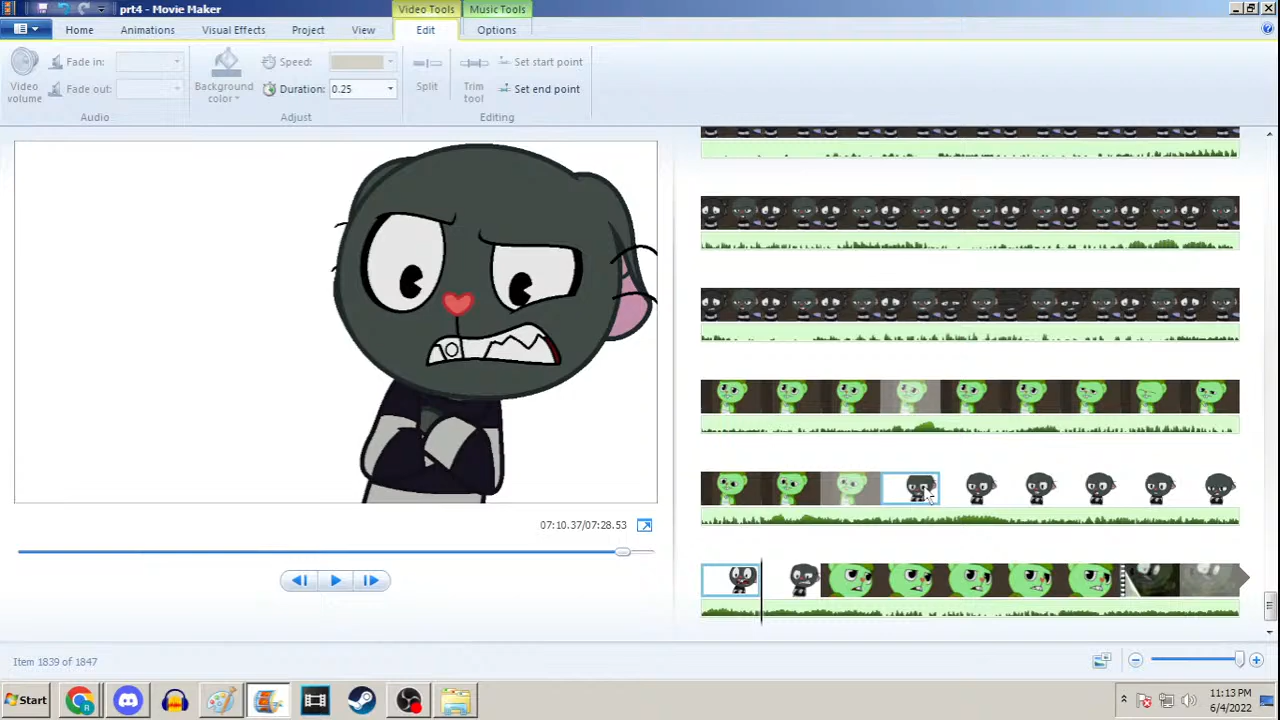 prt4 - Movie Maker
Video Tools
Music Tools
Home
Animations
Visual Effects
Project
View
Edit
Options
Video volume
Fade in:
Fade out:
Audio
Background color
Speed:
Duration: 0.25
Adjust
Split
Trim tool
Set start point
Set end point
Editing
07:10.37/07:28.53
Item 1839 of 1847
Start
11:13 PM
6/4/2022